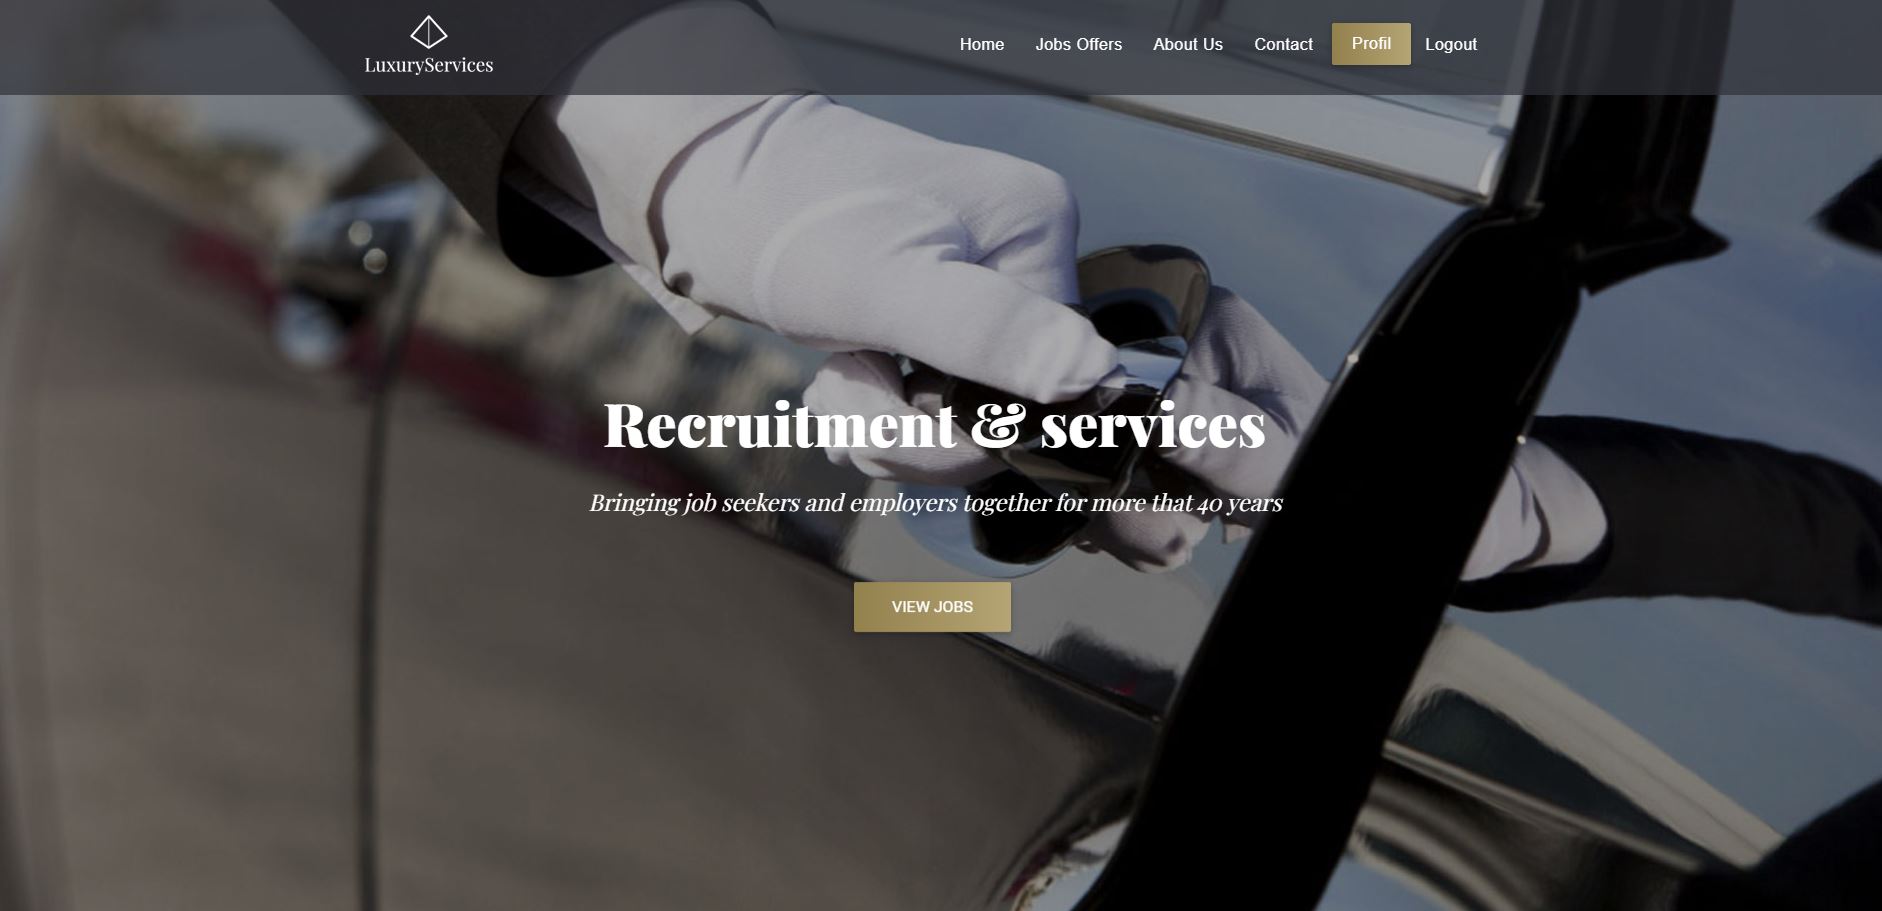 LuxuryServices
Home Jobs Offers About Us Contact Profil Logout
Recruitment & services
Bringing job seekers and employers together for more that 40 years
VIEW JOBS